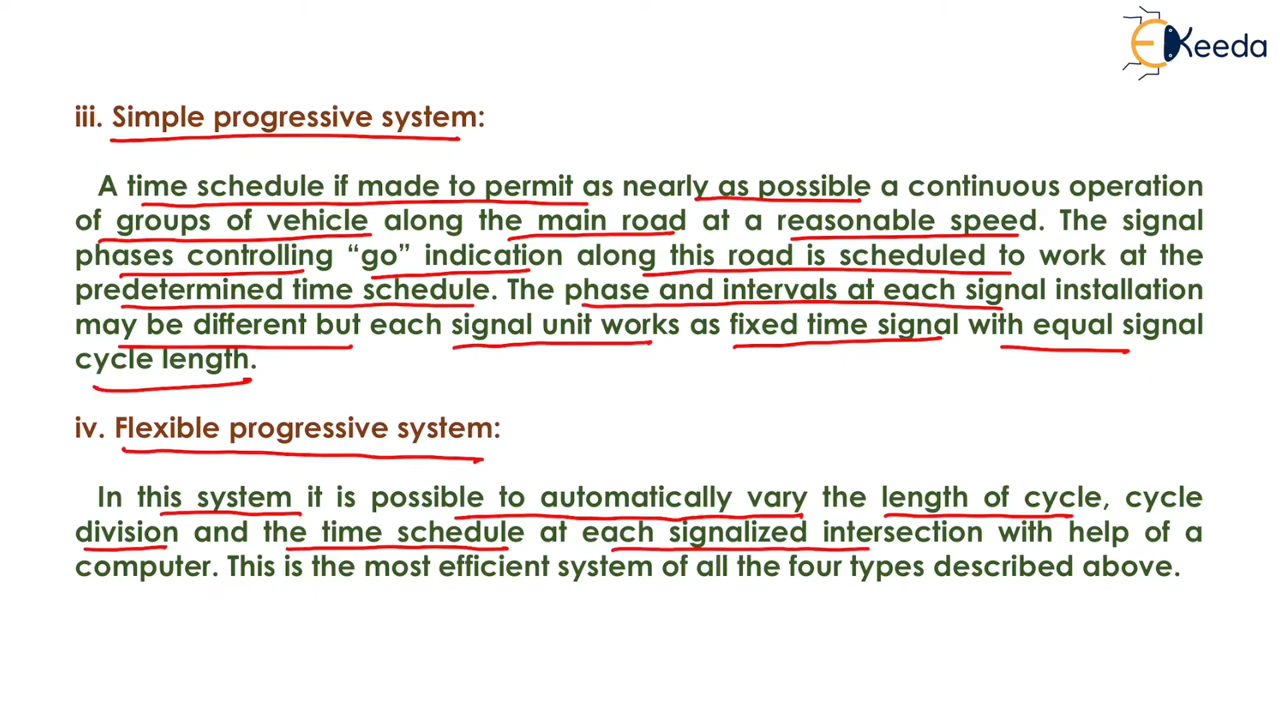 EKeeda
iii. Simple progressive system:
A time schedule if made to permit as nearly as possible a continuous operation
of groups of vehicle along the main road at a reasonable speed. The signal
phases controlling “go” indication along this road is scheduled to work at the
predetermined time schedule. The phase and intervals at each signal installation
may be different but each signal unit works as fixed time signal with equal signal
cycle length.
iv. Flexible progressive system:
In this system it is possible to automatically vary the length of cycle, cycle
division and the time schedule at each signalized intersection with help of a
computer. This is the most efficient system of all the four types described above.